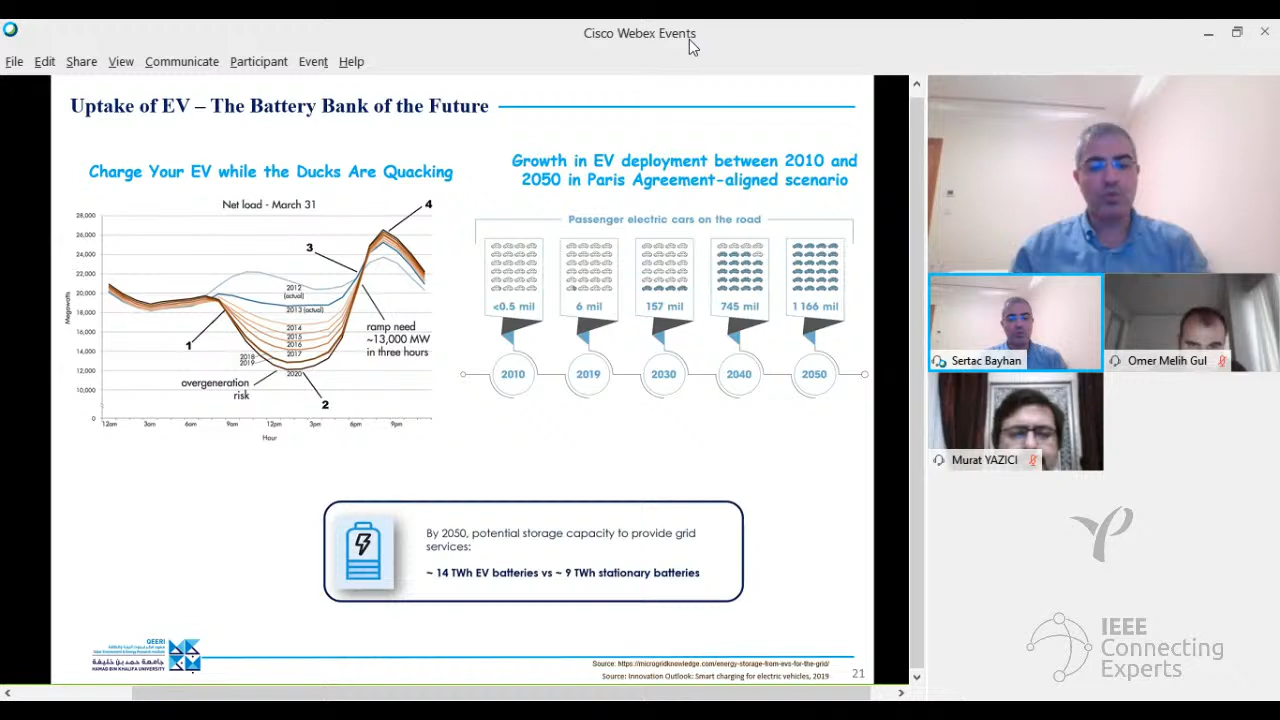 Cisco Webex Events
File Edit Share View Communicate Participant Event Help
Uptake of EV – The Battery Bank of the Future
Charge Your EV while the Ducks Are Quacking
Growth in EV deployment between 2010 and
2050 in Paris Agreement-aligned scenario
Net load - March 31
28,000
26,000
24,000
22,000
20,000
18,000
16,000
14,000
12,000
10,000
0
Megawatts
12am 3am 6am 9am 12pm 3pm 6pm 9pm
Hour
1
2
3
4
2012
(actual)
2013 (actual)
2014
2015
2016
2017
2018
2019
2020
ramp need
~13,000 MW
in three hours
overgeneration
risk
Passenger electric cars on the road
<0.5 mil 6 mil 157 mil 745 mil 1 166 mil
2010 2019 2030 2040 2050
By 2050, potential storage capacity to provide grid
services:
~ 14 TWh EV batteries vs ~ 9 TWh stationary batteries
QEERI
جامعة حمد بن خليفة
HAMAD BIN KHALIFA UNIVERSITY
Source: https://microgridknowledge.com/energy-storage-from-evs-for-the-grid/
Source: Innovation Outlook: Smart charging for electric vehicles, 2019
21
Sertac Bayhan
Omer Melih Gul
Murat YAZICI
IEEE
Connecting
Experts